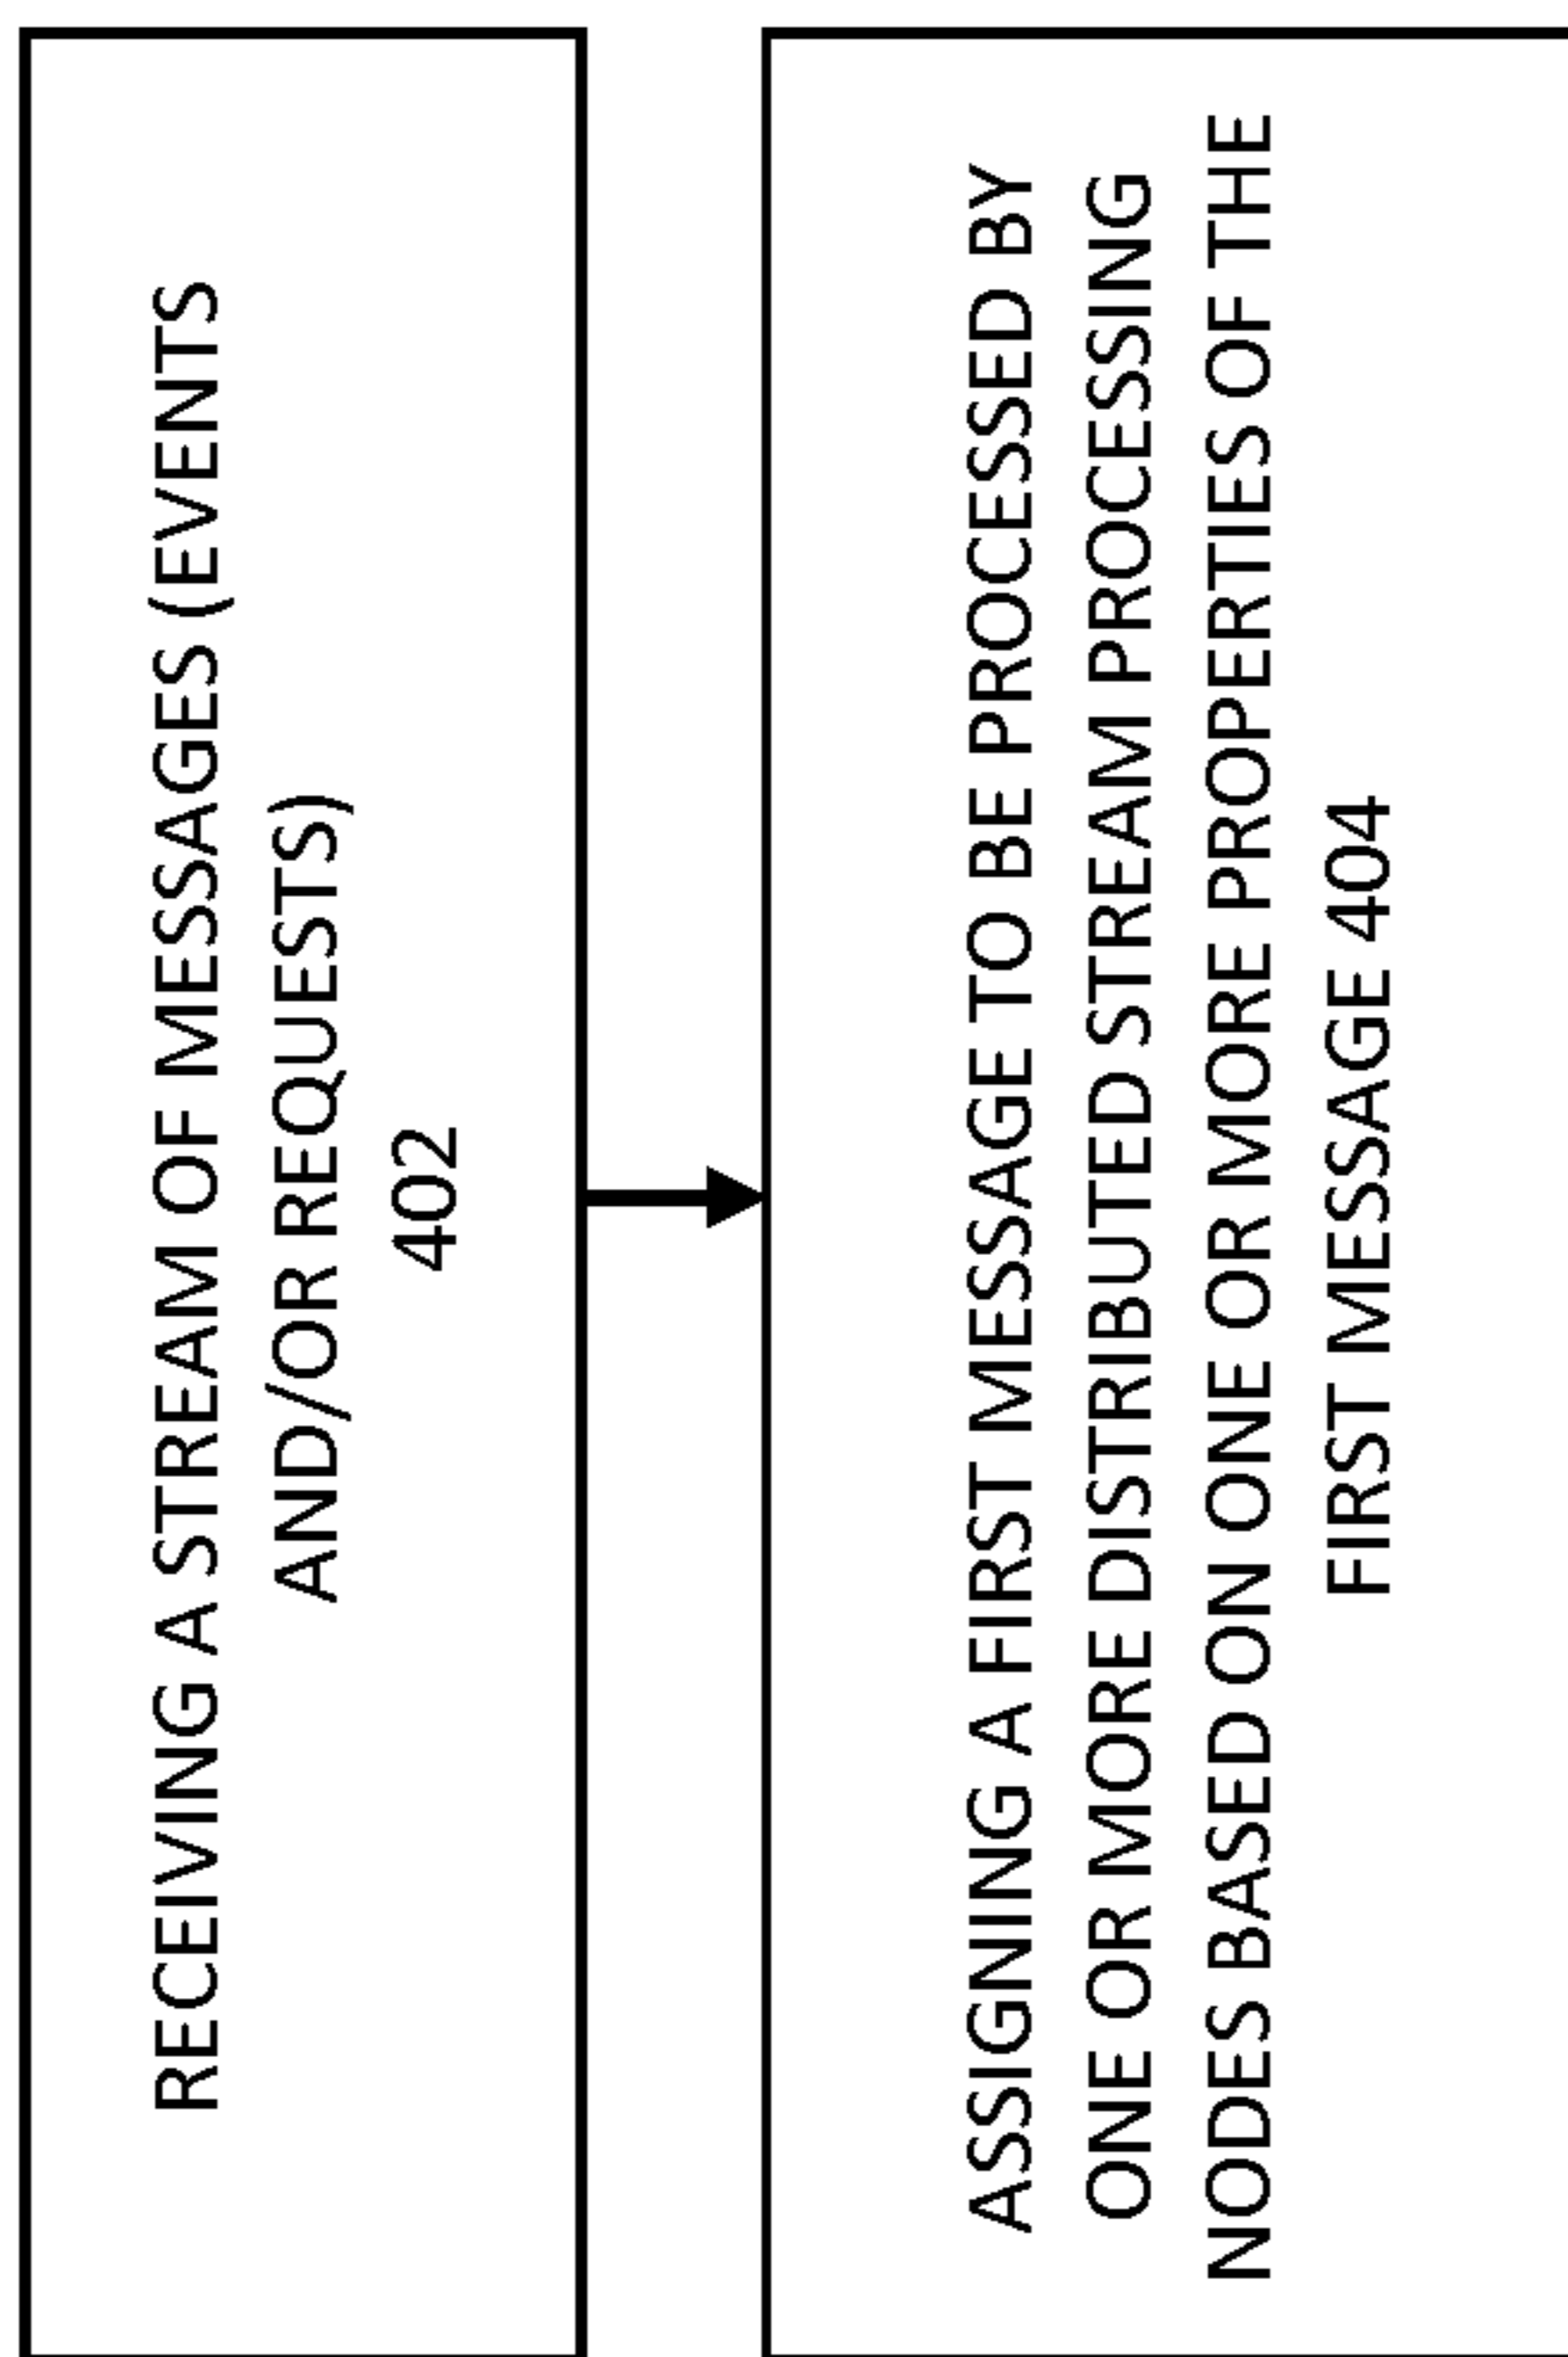 RECEIVING A STREAM OF MESSAGES (EVENTS
AND/OR REQUESTS)
402
ASSIGNING A FIRST MESSAGE TO BE PROCESSED BY
ONE OR MORE DISTRIBUTED STREAM PROCESSING
NODES BASED ON ONE OR MORE PROPERTIES OF THE
FIRST MESSAGE 404